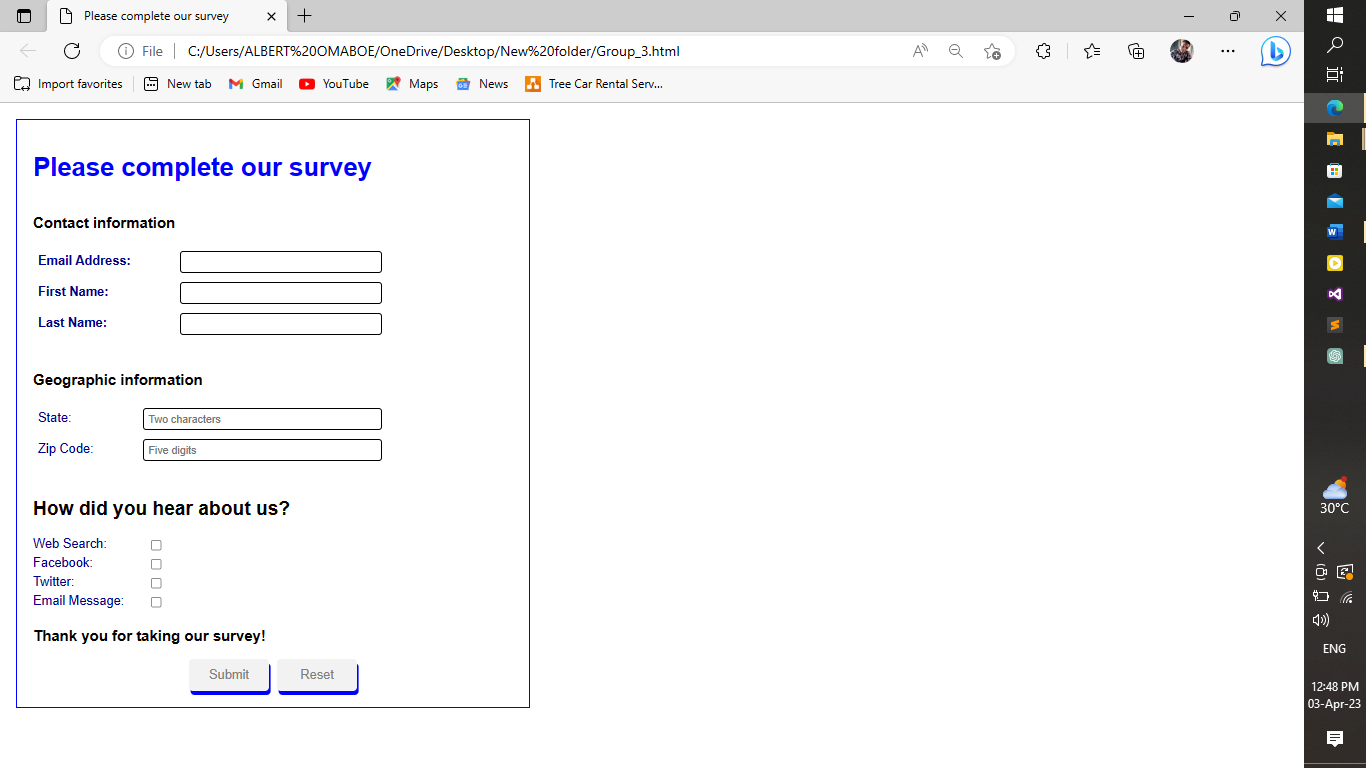 Please complete our survey
File C:/Users/ALBERT%20OMABOE/OneDrive/Desktop/New%20folder/Group_3.html
Import favorites New tab Gmail YouTube Maps News Tree Car Rental Serv...
Please complete our survey
Contact information
Email Address:
First Name:
Last Name:
Geographic information
State: Two characters
Zip Code: Five digits
How did you hear about us?
Web Search:
Facebook:
Twitter:
Email Message:
Thank you for taking our survey!
Submit Reset
30°C
ENG
12:48 PM
03-Apr-23